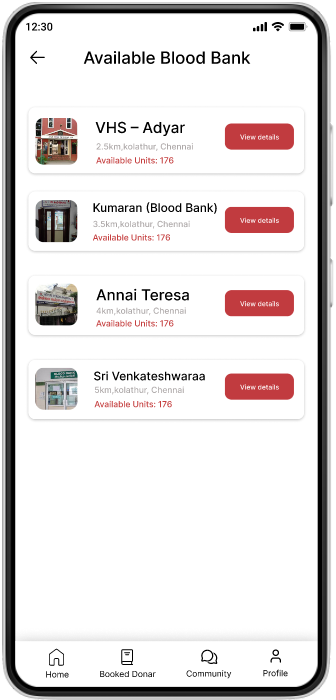 12:30
Available Blood Bank
VHS – Adyar
2.5km,kolathur, Chennai
Available Units: 176
View details
Kumaran (Blood Bank)
3.5km,kolathur, Chennai
Available Units: 176
View details
Annai Teresa
4km,kolathur, Chennai
Available Units: 176
View details
Sri Venkateshwaraa
5km,kolathur, Chennai
Available Units: 176
View details
Home
Booked Donar
Community
Profile